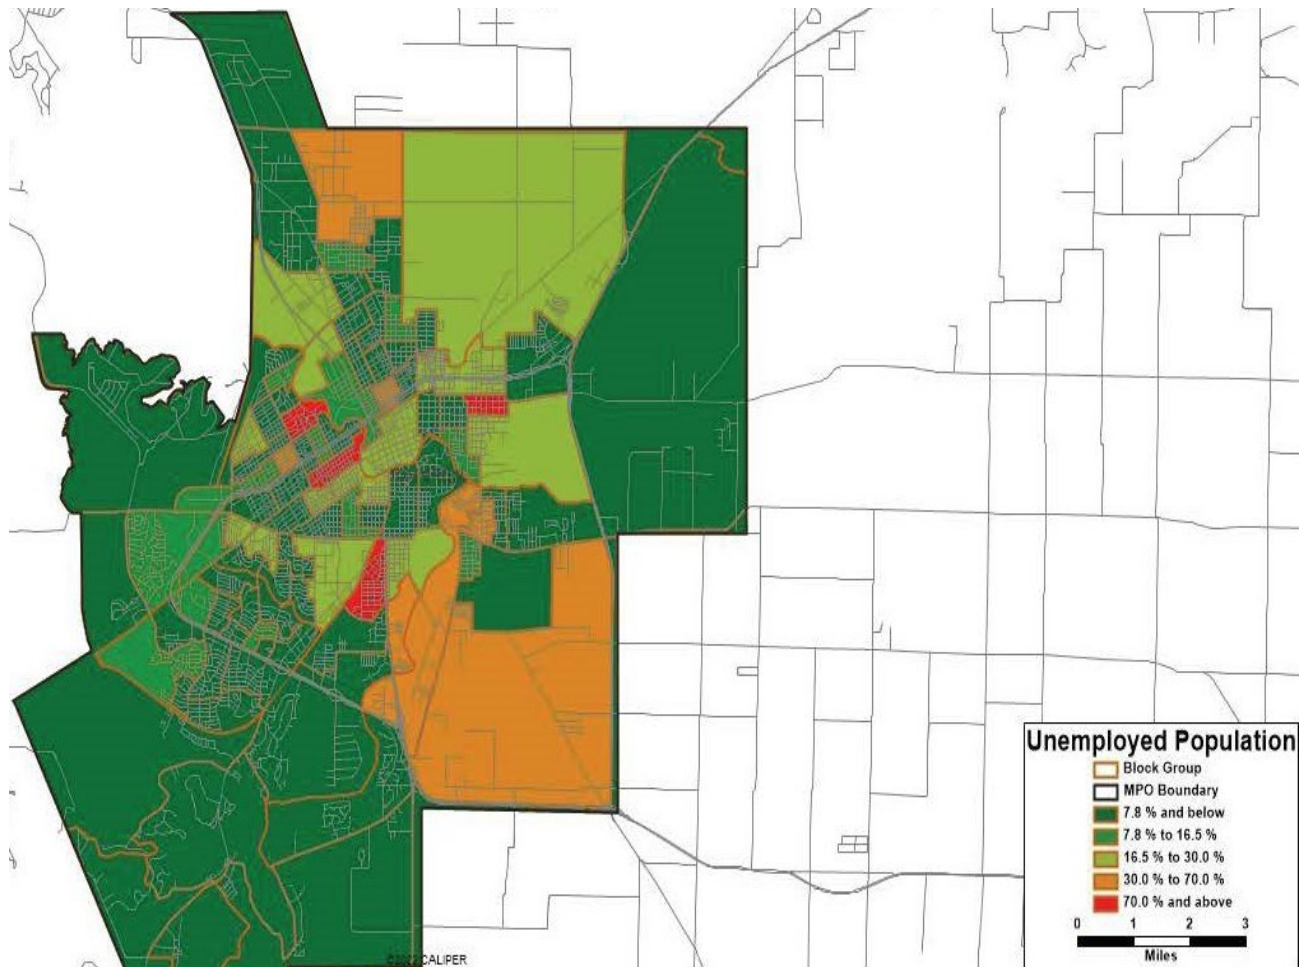 Unemployed Population
Block Group
MPO Boundary
7.8 % and below
7.8 % to 16.5 %
16.5 % to 30.0 %
30.0 % to 70.0 %
70.0 % and above
0 1 2 3
Miles
CALIPER